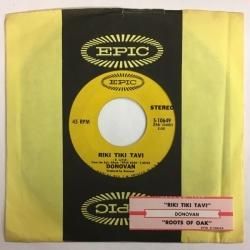 EPIC
EPIC
RIKI TIKI TAVI
45 RPM
STEREO
5-10649
DONOVAN
"RIKI TIKI TAVI"
DONOVAN
"ROOTS OF OAK"
EPIC